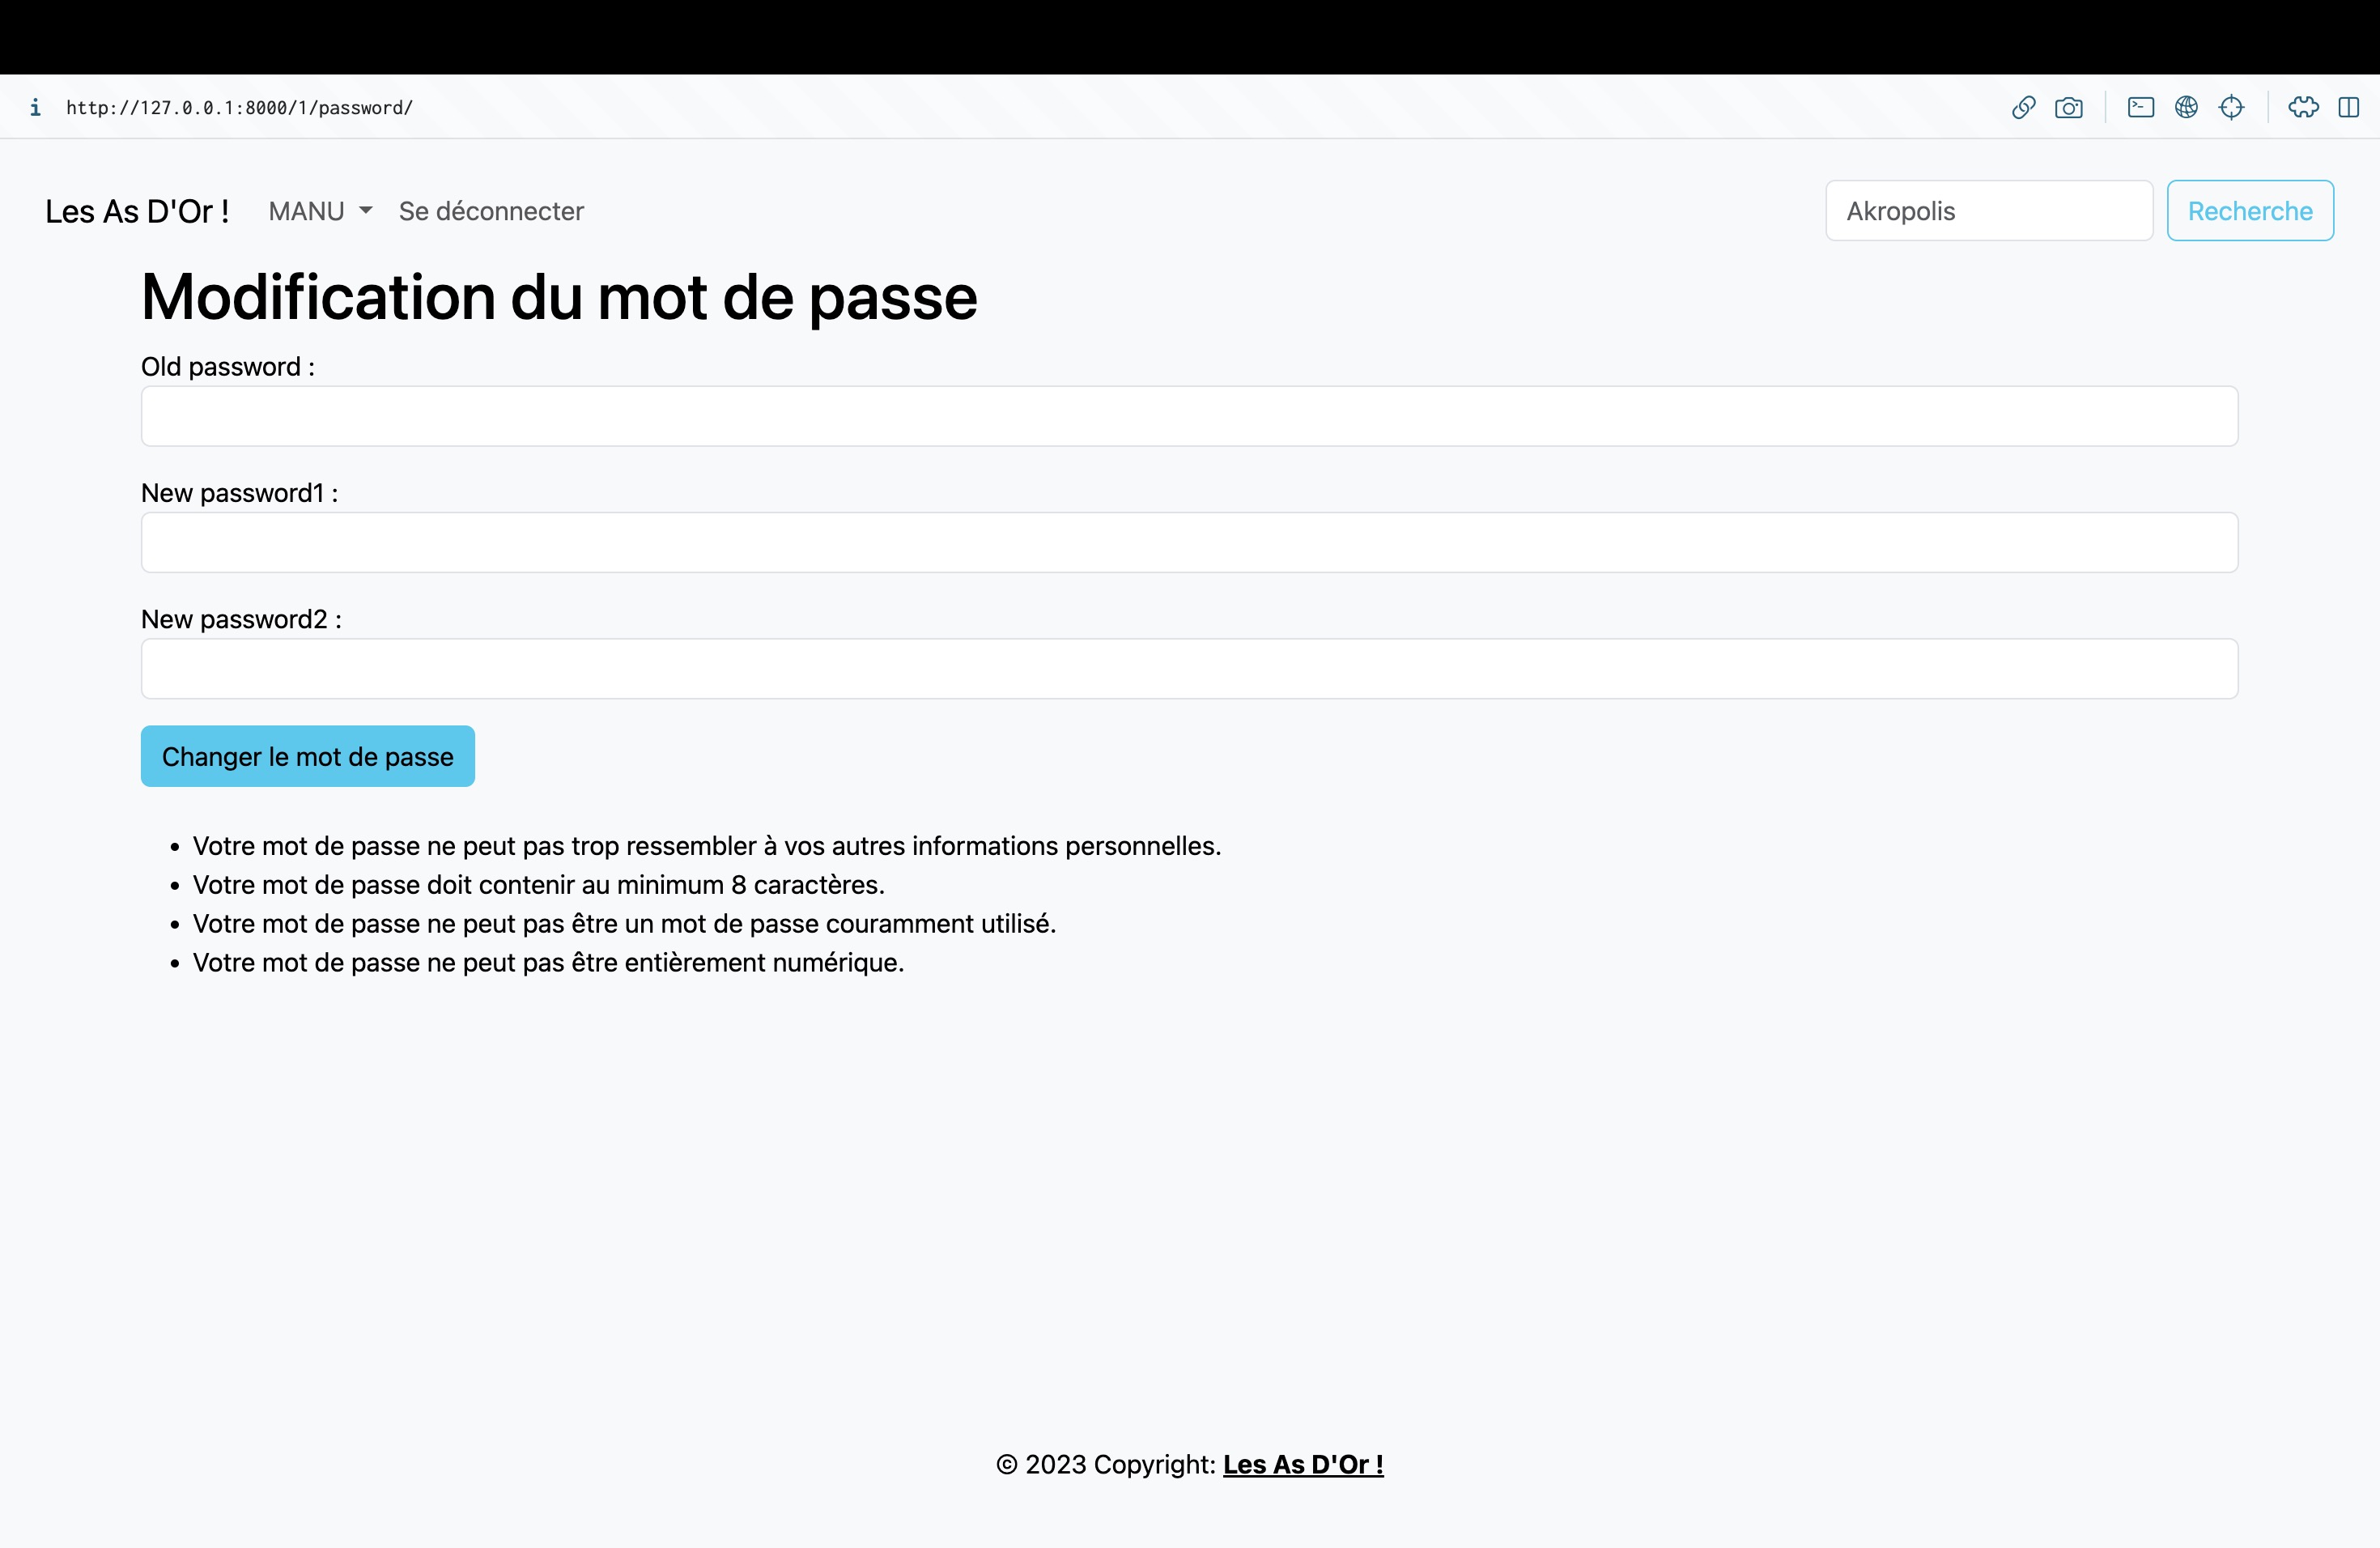 http://127.0.0.1:8000/1/password/
Les As D'Or ! MANU Se déconnecter Akropolis Recherche
Modification du mot de passe
Old password :
New password1 :
New password2 :
Changer le mot de passe
• Votre mot de passe ne peut pas trop ressembler à vos autres informations personnelles.
• Votre mot de passe doit contenir au minimum 8 caractères.
• Votre mot de passe ne peut pas être un mot de passe couramment utilisé.
• Votre mot de passe ne peut pas être entièrement numérique.
© 2023 Copyright: Les As D'Or !